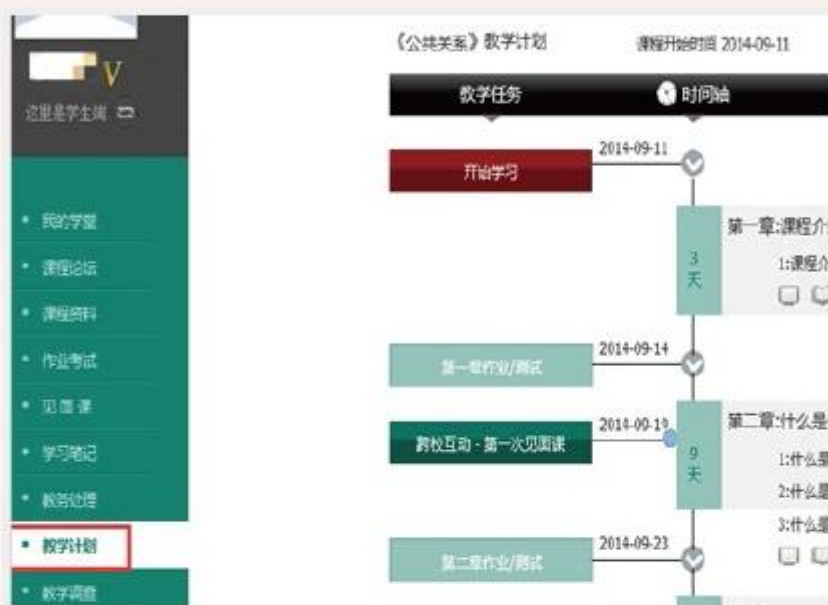 《公共关系》教学计划 课程开始时间 2014-09-11
V
这里是学生端
教学任务 时间轴
开始学习 2014-09-11
我的学堂
课程论坛
课程资料
作业考试
见面课
学习笔记
教务处理
教学计划
教学调查
3天
第一章:课程介
1:课程介
第一章作业/测试 2014-09-14
跨校互动 - 第一次见面课 2014-09-19
9天
第二章:什么是
1:什么是
2:什么是
3:什么是
第二章作业/测试 2014-09-23